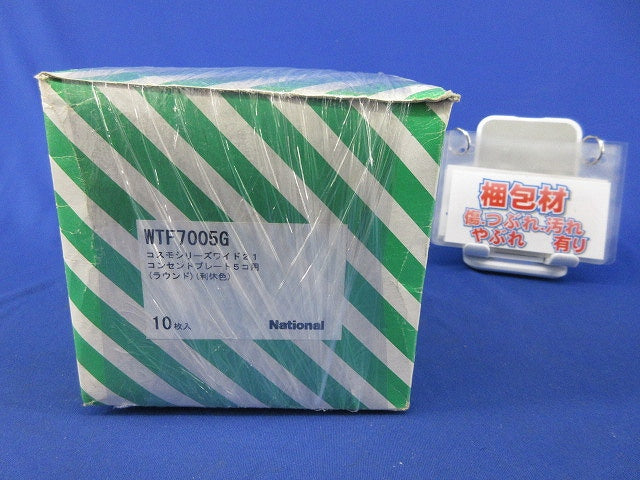 WTF7005G
コスモシリーズワイド21
コンセントプレート5コ用
(ラウンド)(利休色)
10枚入 National
梱包材
傷、つぶれ、汚れ
やぶれ 有り